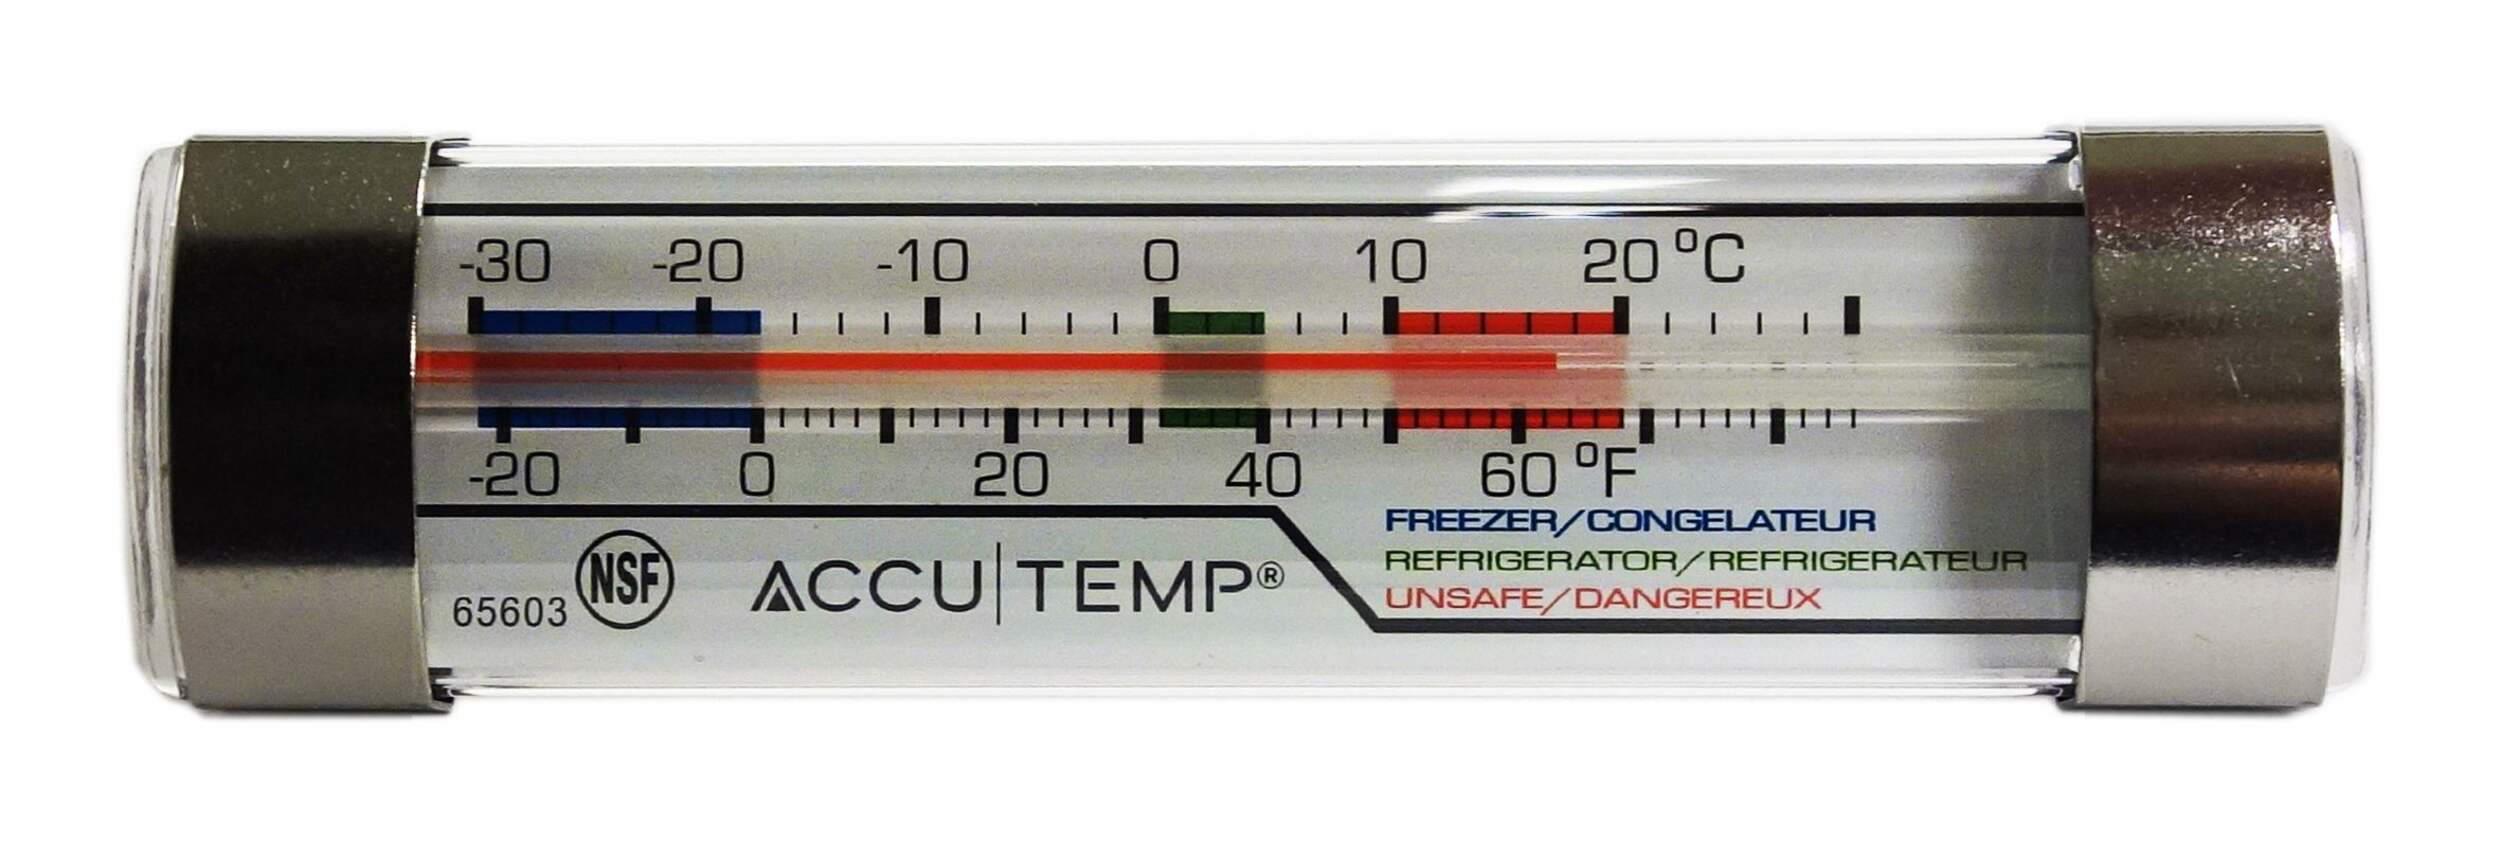 -30 -20 -10 0 10 20 °C
-20 0 20 40 60 °F
FREEZER/CONGELATEUR
REFRIGERATOR/REFRIGERATEUR
UNSAFE/DANGEREUX
65603 NSF ACCU|TEMP®